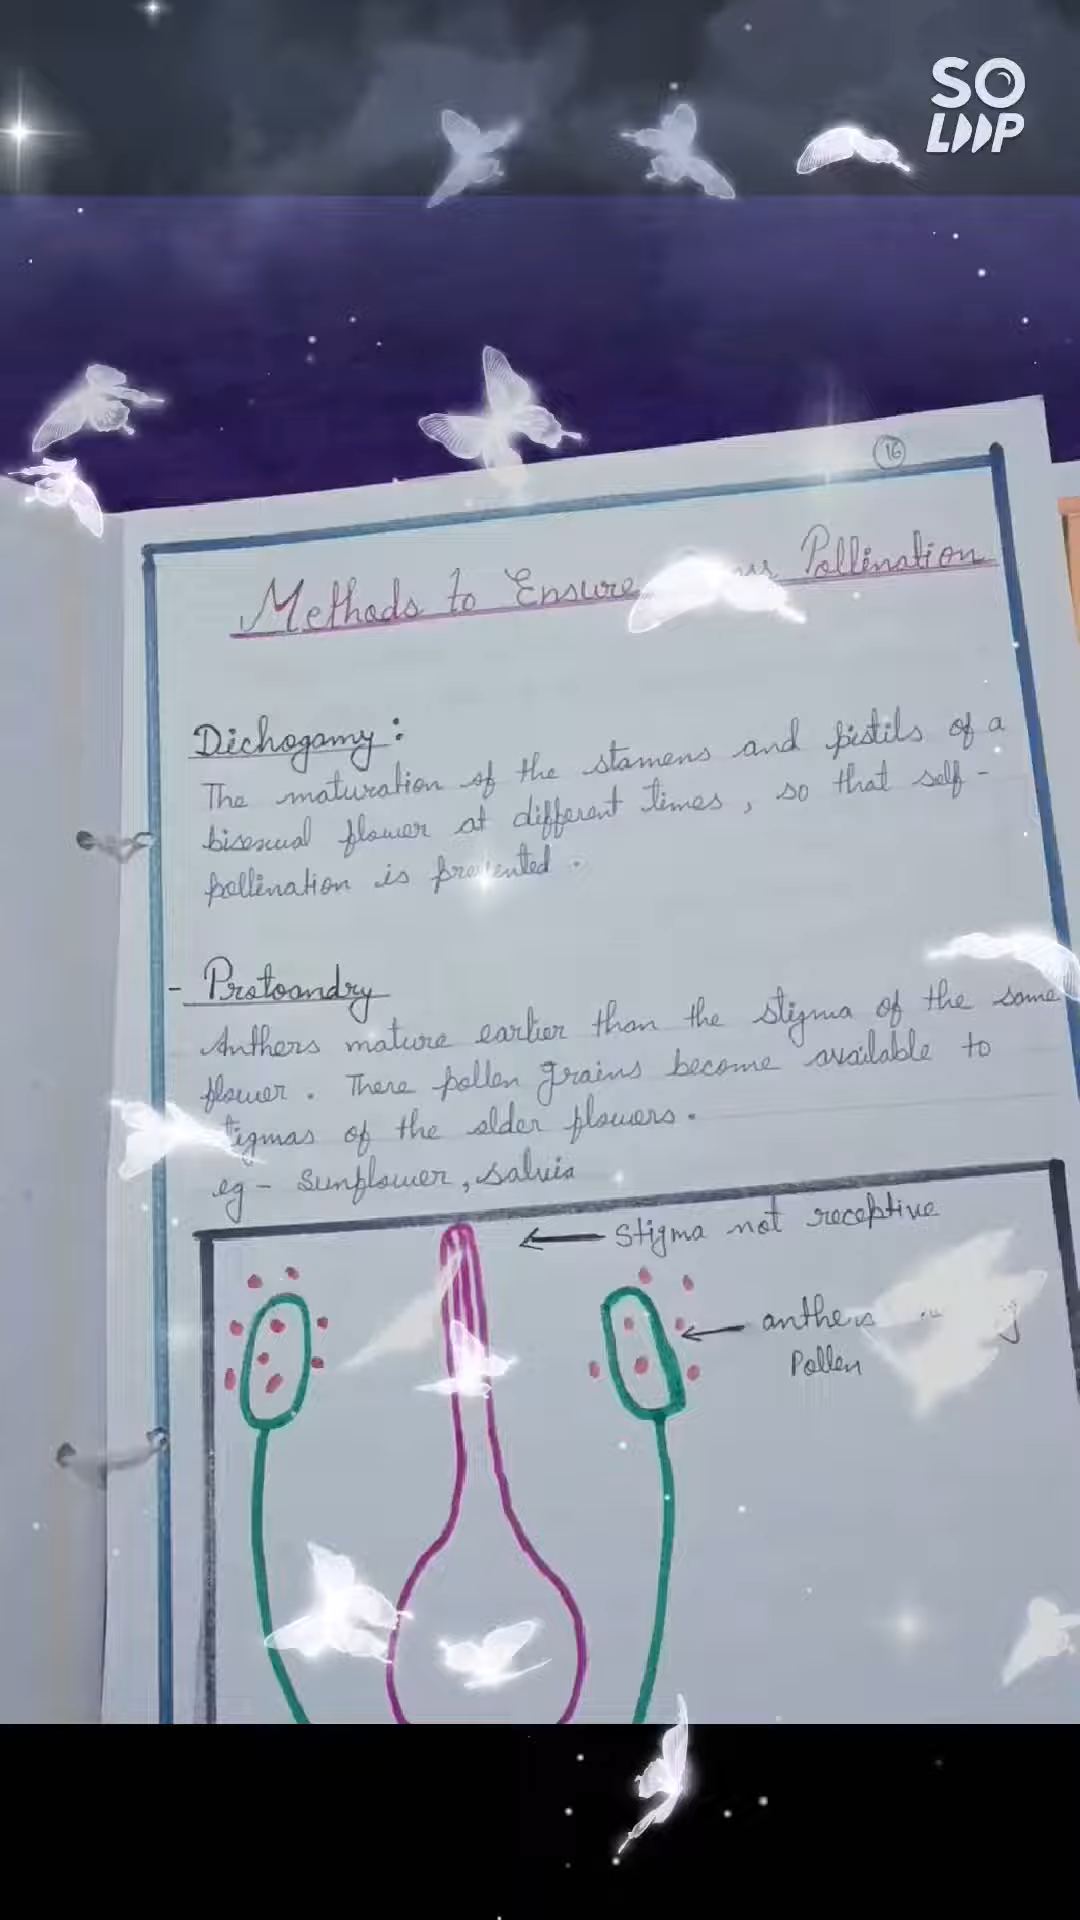 SO
LOOP
16
Methods to Ensure Pollination
Dichogamy :
The maturation of the stamens and pistils of a
bisexual flower at different times, so that self-
pollination is prevented .
- Protoandry
Anthers mature earlier than the stigma of the same
flower . There pollen grains become available to
stigmas of the older flowers .
eg - Sunflower, salvia
Stigma not receptive
anthers
Pollen